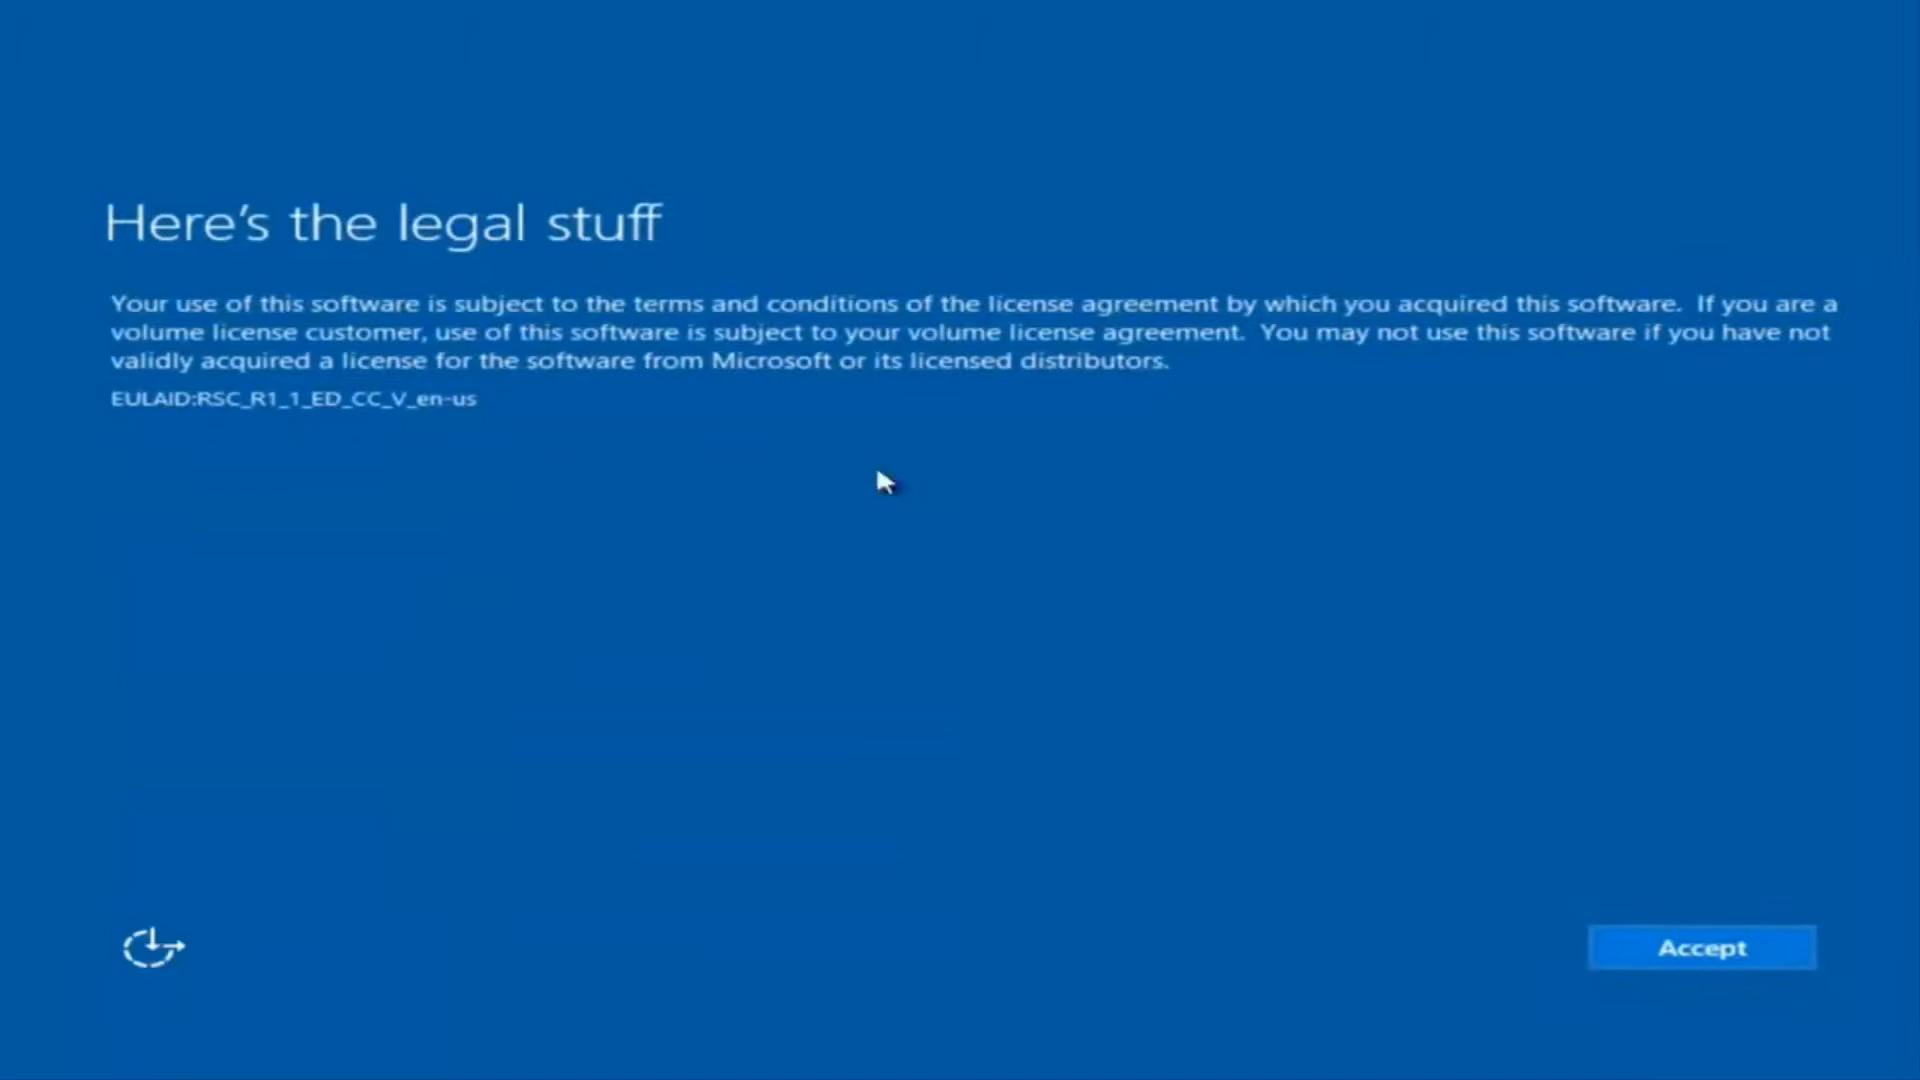 Here's the legal stuff
Your use of this software is subject to the terms and conditions of the license agreement by which you acquired this software.  If you are a
volume license customer, use of this software is subject to your volume license agreement.  You may not use this software if you have not
validly acquired a license for the software from Microsoft or its licensed distributors.
EULAID:RSC_R1_1_ED_CC_V_en-us
Accept